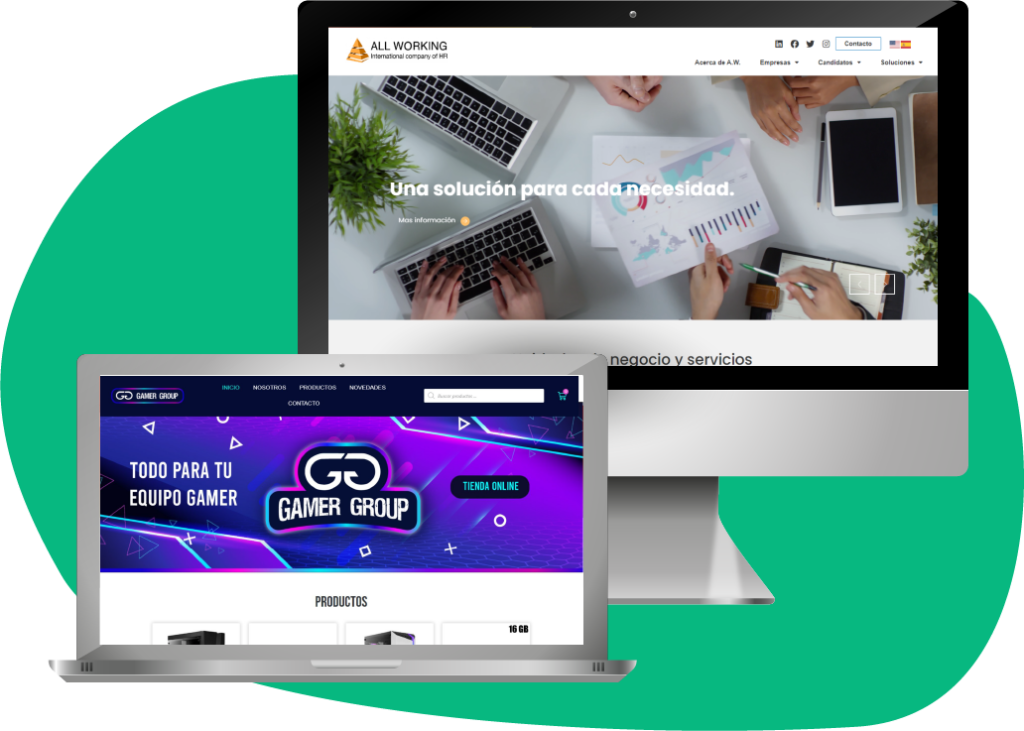 ALL WORKING
International company of HR
Contacto
Acerca de A.W.
Empresas
Candidatos
Soluciones
Una solución para cada necesidad.
Mas información
negocio y servicios
GAMER GROUP
INICIO
NOSOTROS
PRODUCTOS
NOVEDADES
CONTACTO
Buscar productos...
TODO PARA TU
EQUIPO GAMER
GG
GAMER GROUP
TIENDA ONLINE
PRODUCTOS
16 GB